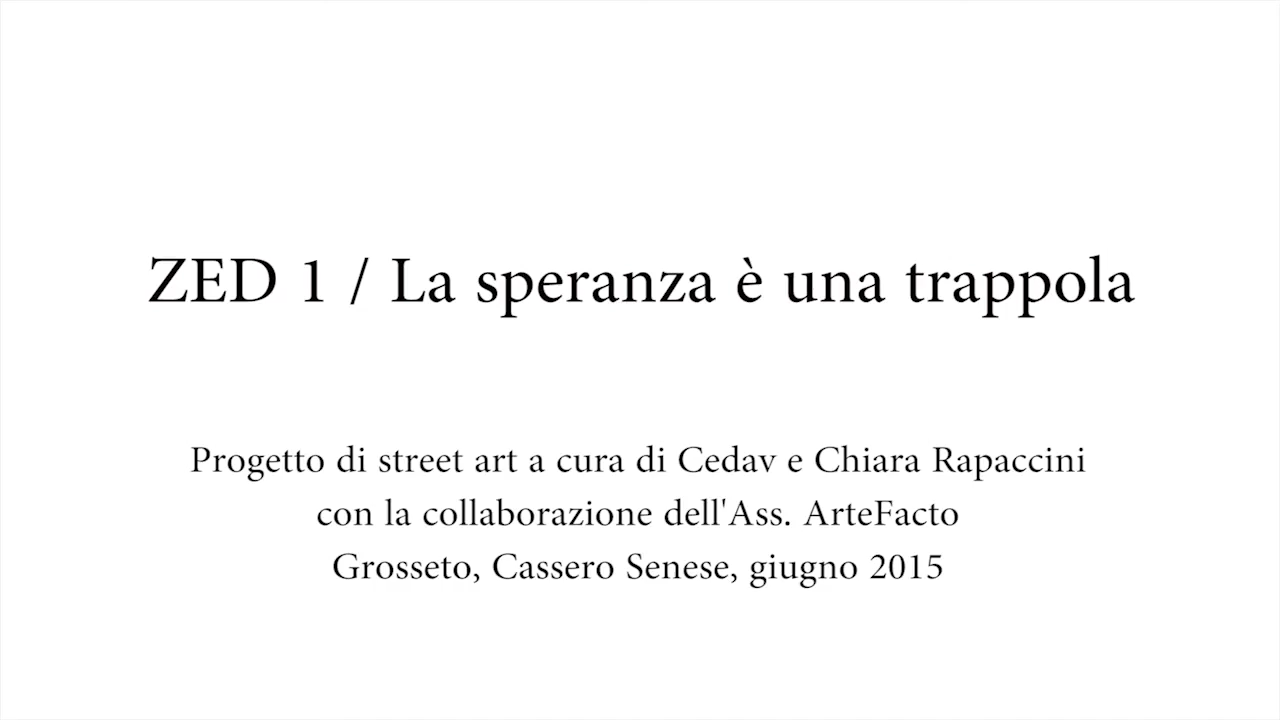 ZED 1 / La speranza è una trappola
Progetto di street art a cura di Cedav e Chiara Rapaccini
con la collaborazione dell'Ass. ArteFacto
Grosseto, Cassero Senese, giugno 2015